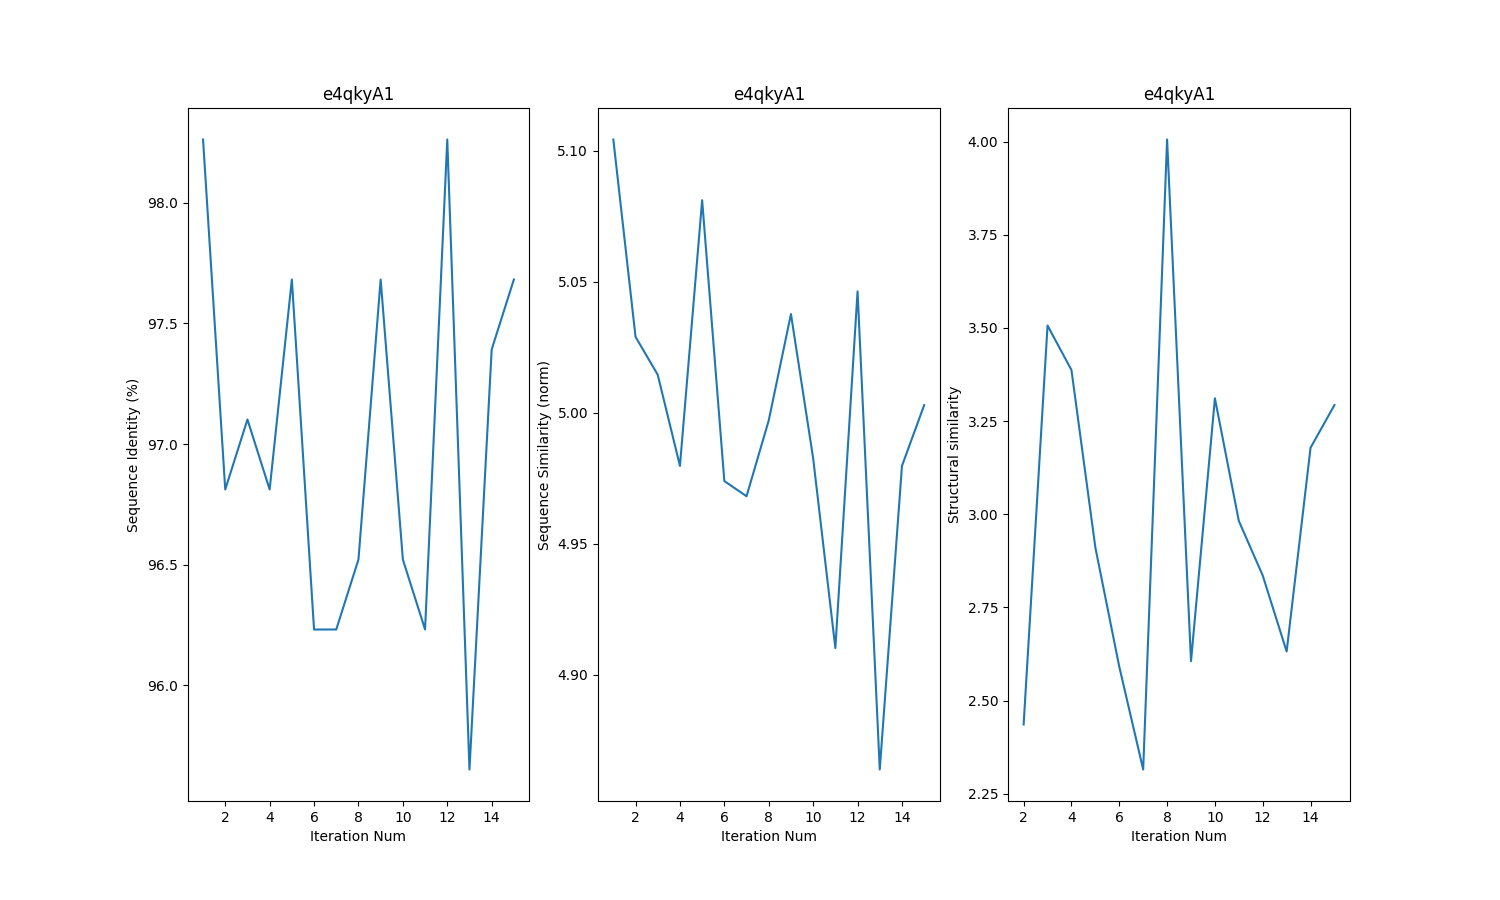 e4qkyA1
98.0
97.5
97.0
96.5
96.0
Sequence Identity (%)
2 4 6 8 10 12 14
Iteration Num
e4qkyA1
5.10
5.05
5.00
4.95
4.90
Sequence Similarity (norm)
2 4 6 8 10 12 14
Iteration Num
e4qkyA1
4.00
3.75
3.50
3.25
3.00
2.75
2.50
2.25
Structural similarity
2 4 6 8 10 12 14
Iteration Num